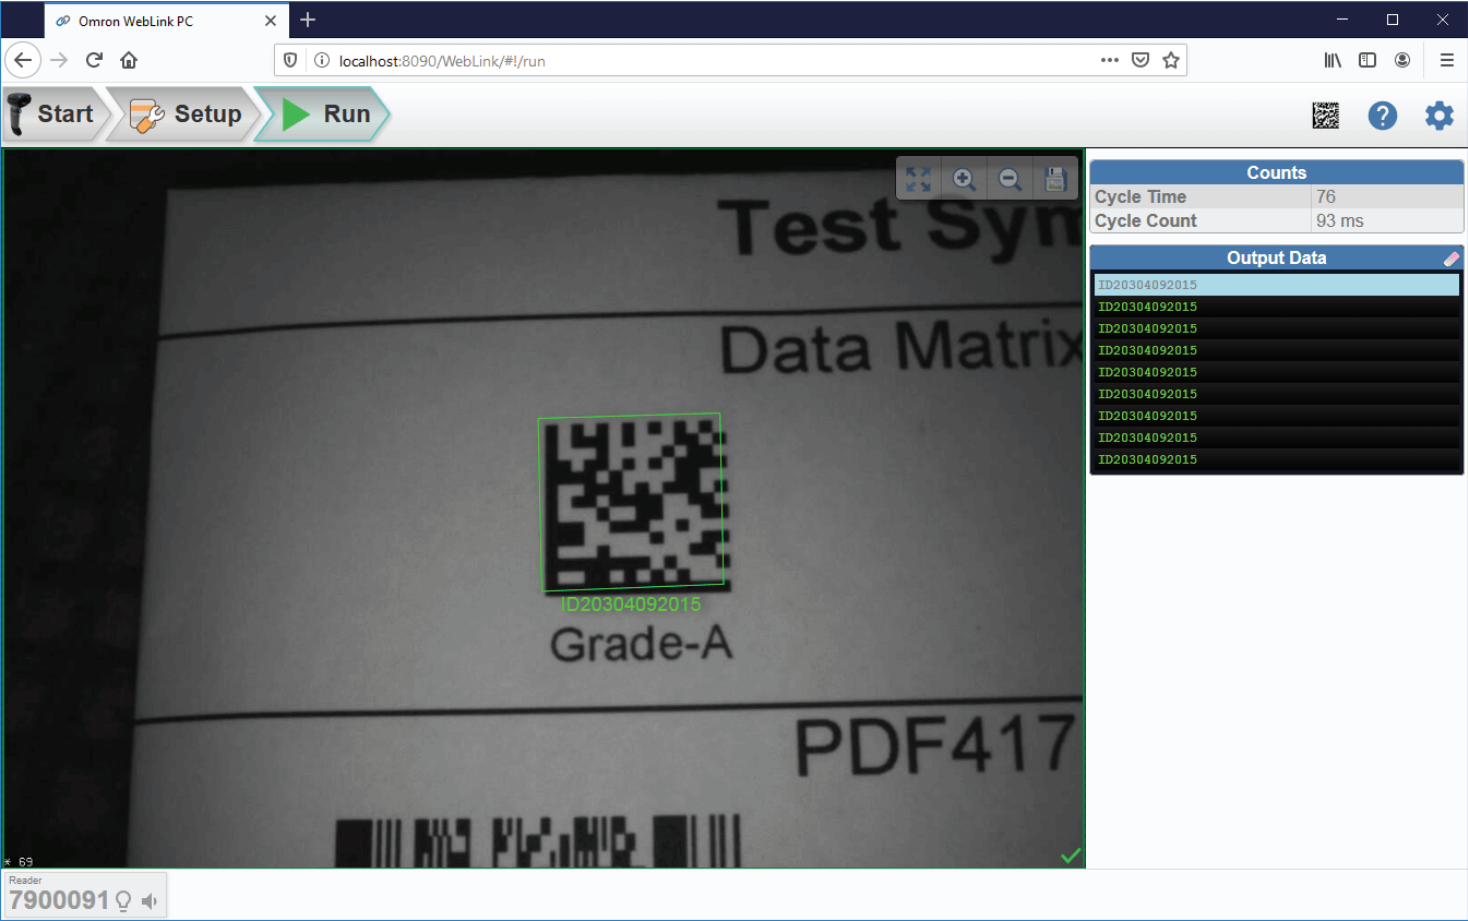 Omron WebLink PC
localhost:8090/WebLink/#!/run
Start
Setup
Run
Test Sym
Data Matrix
ID20304092015
Grade-A
PDF417
* 69
Counts
Cycle Time 76
Cycle Count 93 ms
Output Data
ID20304092015
ID20304092015
ID20304092015
ID20304092015
ID20304092015
ID20304092015
ID20304092015
ID20304092015
ID20304092015
Reader
7900091